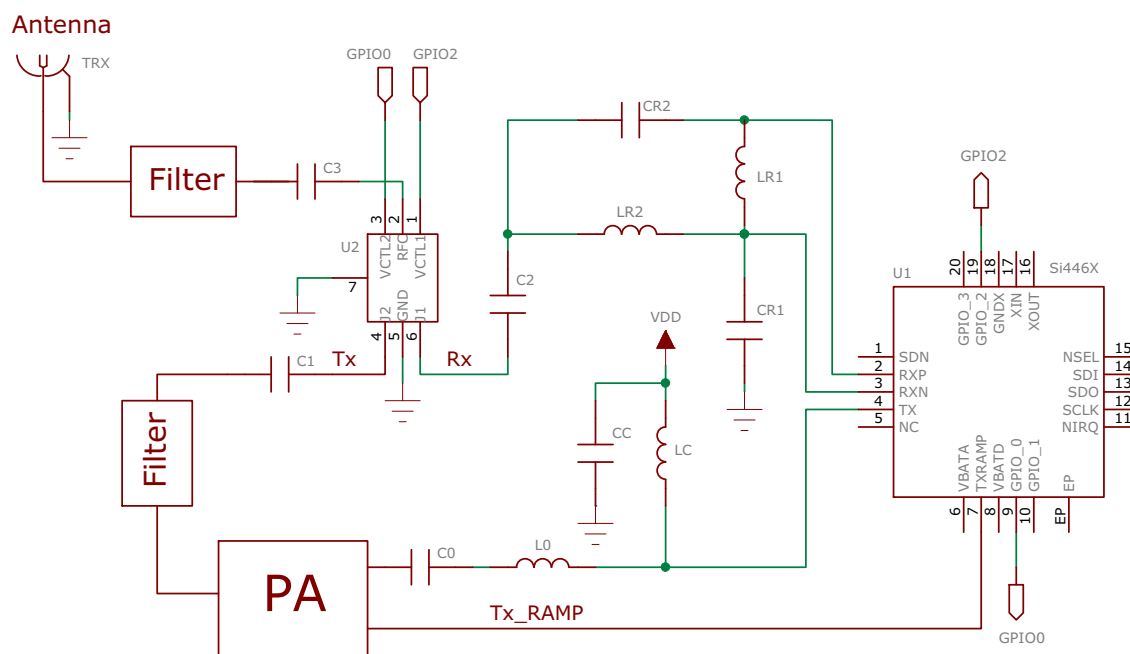 Antenna
TRX
GPIO0
GPIO2
CR2
Filter
C3
LR1
GPIO2
LR2
3
2
1
U2
VCTL2
RFC
VCTL1
7
J2
GND
J1
4
5
6
C2
CR1
VDD
C1
Tx
Rx
U1
Si446X
20
19
18
17
16
GPIO_3
GPIO_2
GNDX
XIN
XOUT
1
SDN
NSEL
15
2
RXP
SDI
14
3
RXN
SDO
13
4
TX
SCLK
12
5
NC
NIRQ
11
Filter
CC
LC
VBATA
TXRAMP
VBATD
GPIO_0
GPIO_1
EP
6
7
8
9
10
EP
PA
C0
L0
Tx_RAMP
GPIO0